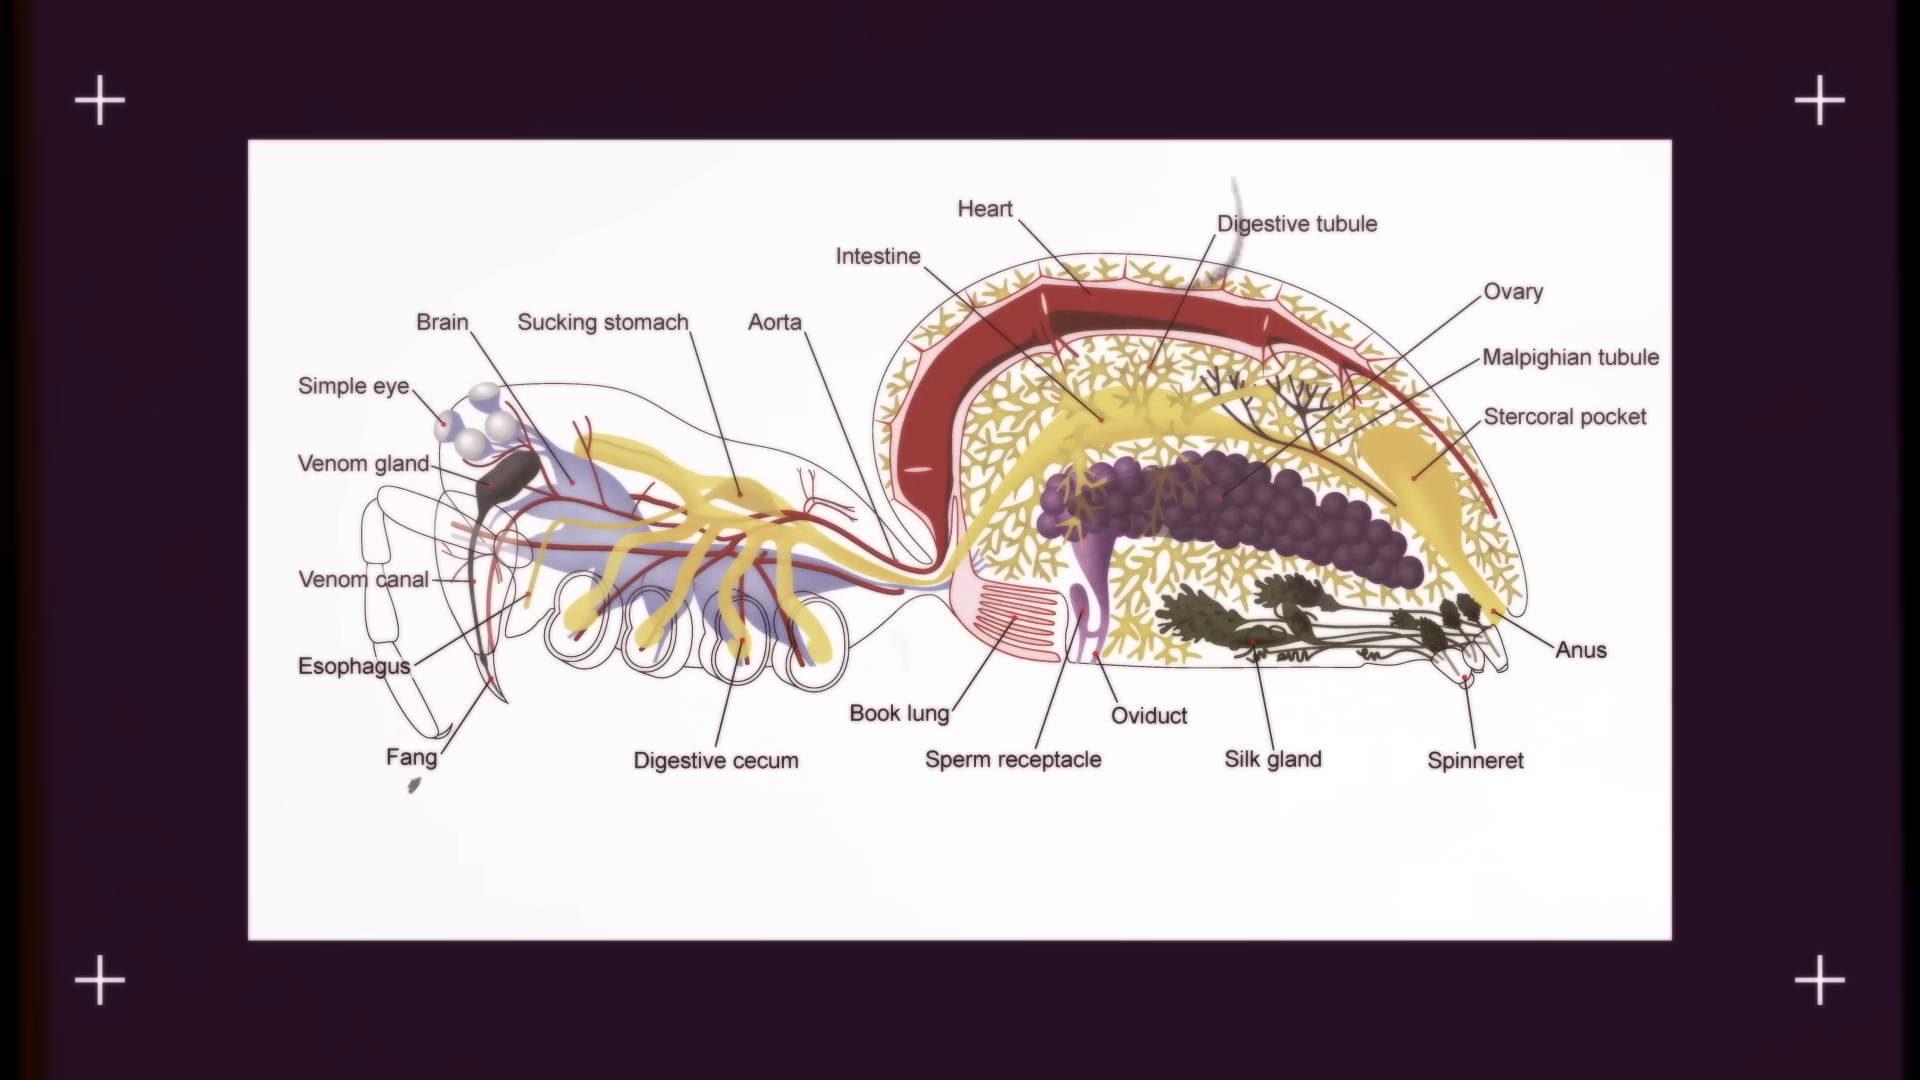 Heart
Digestive tubule
Intestine
Ovary
Brain
Sucking stomach
Aorta
Malpighian tubule
Simple eye
Stercoral pocket
Venom gland
Venom canal
Esophagus
Anus
Book lung
Oviduct
Fang
Digestive cecum
Sperm receptacle
Silk gland
Spinneret